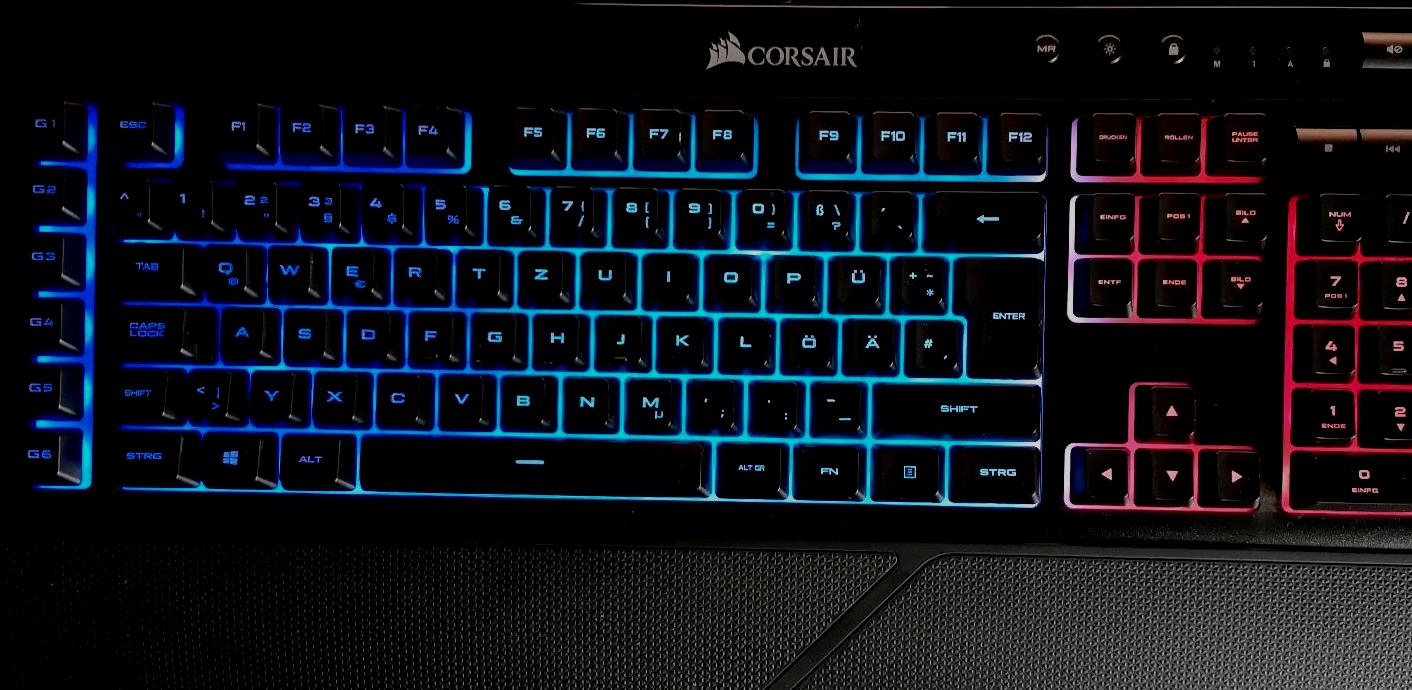 CORSAIR
MR
M 1 A
G1 ESC F1 F2 F3 F4 F5 F6 F7 F8 F9 F10 F11 F12 DRUCKEN ROLLEN PAUSE
UNTBR
G2 ^ ° 1 ! 2 2 " 3 3 § 4 $ 5 % 6 & 7 { / 8 [ ( 9 ] ) 0 } = ß \ ? ´ ` ← EINFG POS1 BILD ▲ NUM /
G3 TAB Q @ W E € R T Z U I O P Ü + ~ * ENTER ENTF ENDE BILD ▼ 7 8 ▲
POS1
G4 CAPS
LOCK A S D F G H J K L Ö Ä # ' 4 ◄ 5
G5 SHIFT < | > Y X C V B N M µ , ; . : - _ SHIFT ▲ 1 2 ▼
ENDE
G6 STRG ALT ALT GR FN STRG ◄ ▼ ► 0
EINFG